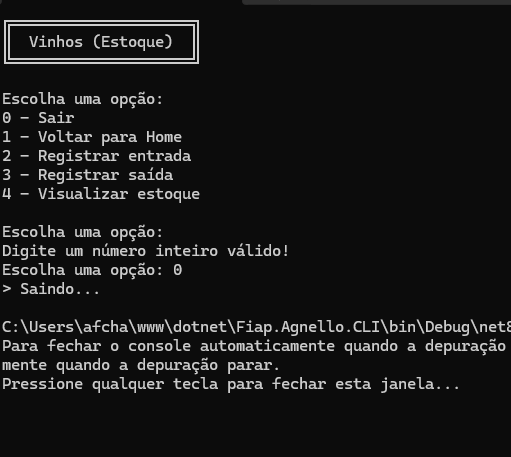 Vinhos (Estoque)
Escolha uma opção:
0 - Sair
1 - Voltar para Home
2 - Registrar entrada
3 - Registrar saída
4 - Visualizar estoque
Escolha uma opção:
Digite um número inteiro válido!
Escolha uma opção: 0
> Saindo...
C:\Users\afcha\www\dotnet\Fiap.Agnello.CLI\bin\Debug\net8
Para fechar o console automaticamente quando a depuração
mente quando a depuração parar.
Pressione qualquer tecla para fechar esta janela...